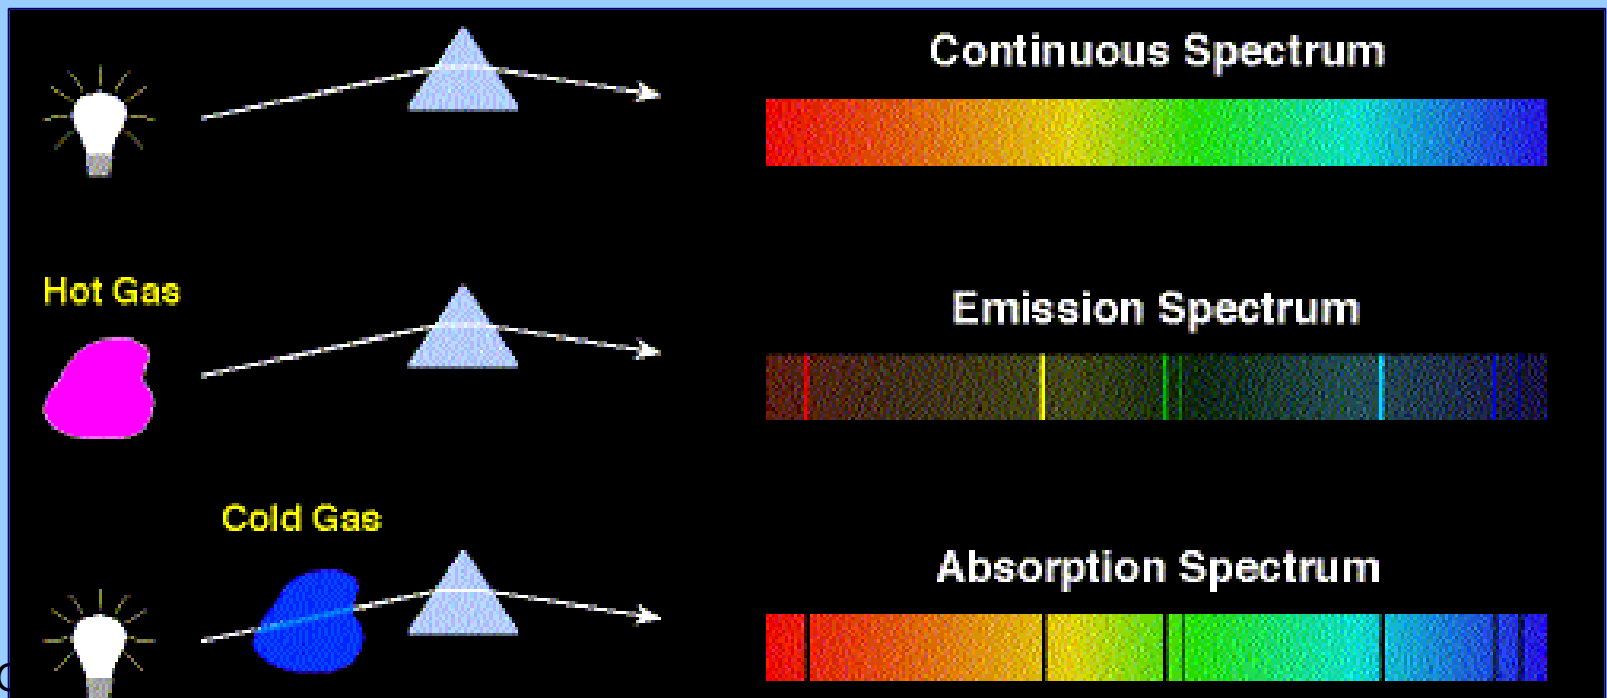 Continuous Spectrum
Hot Gas
Emission Spectrum
Cold Gas
Absorption Spectrum